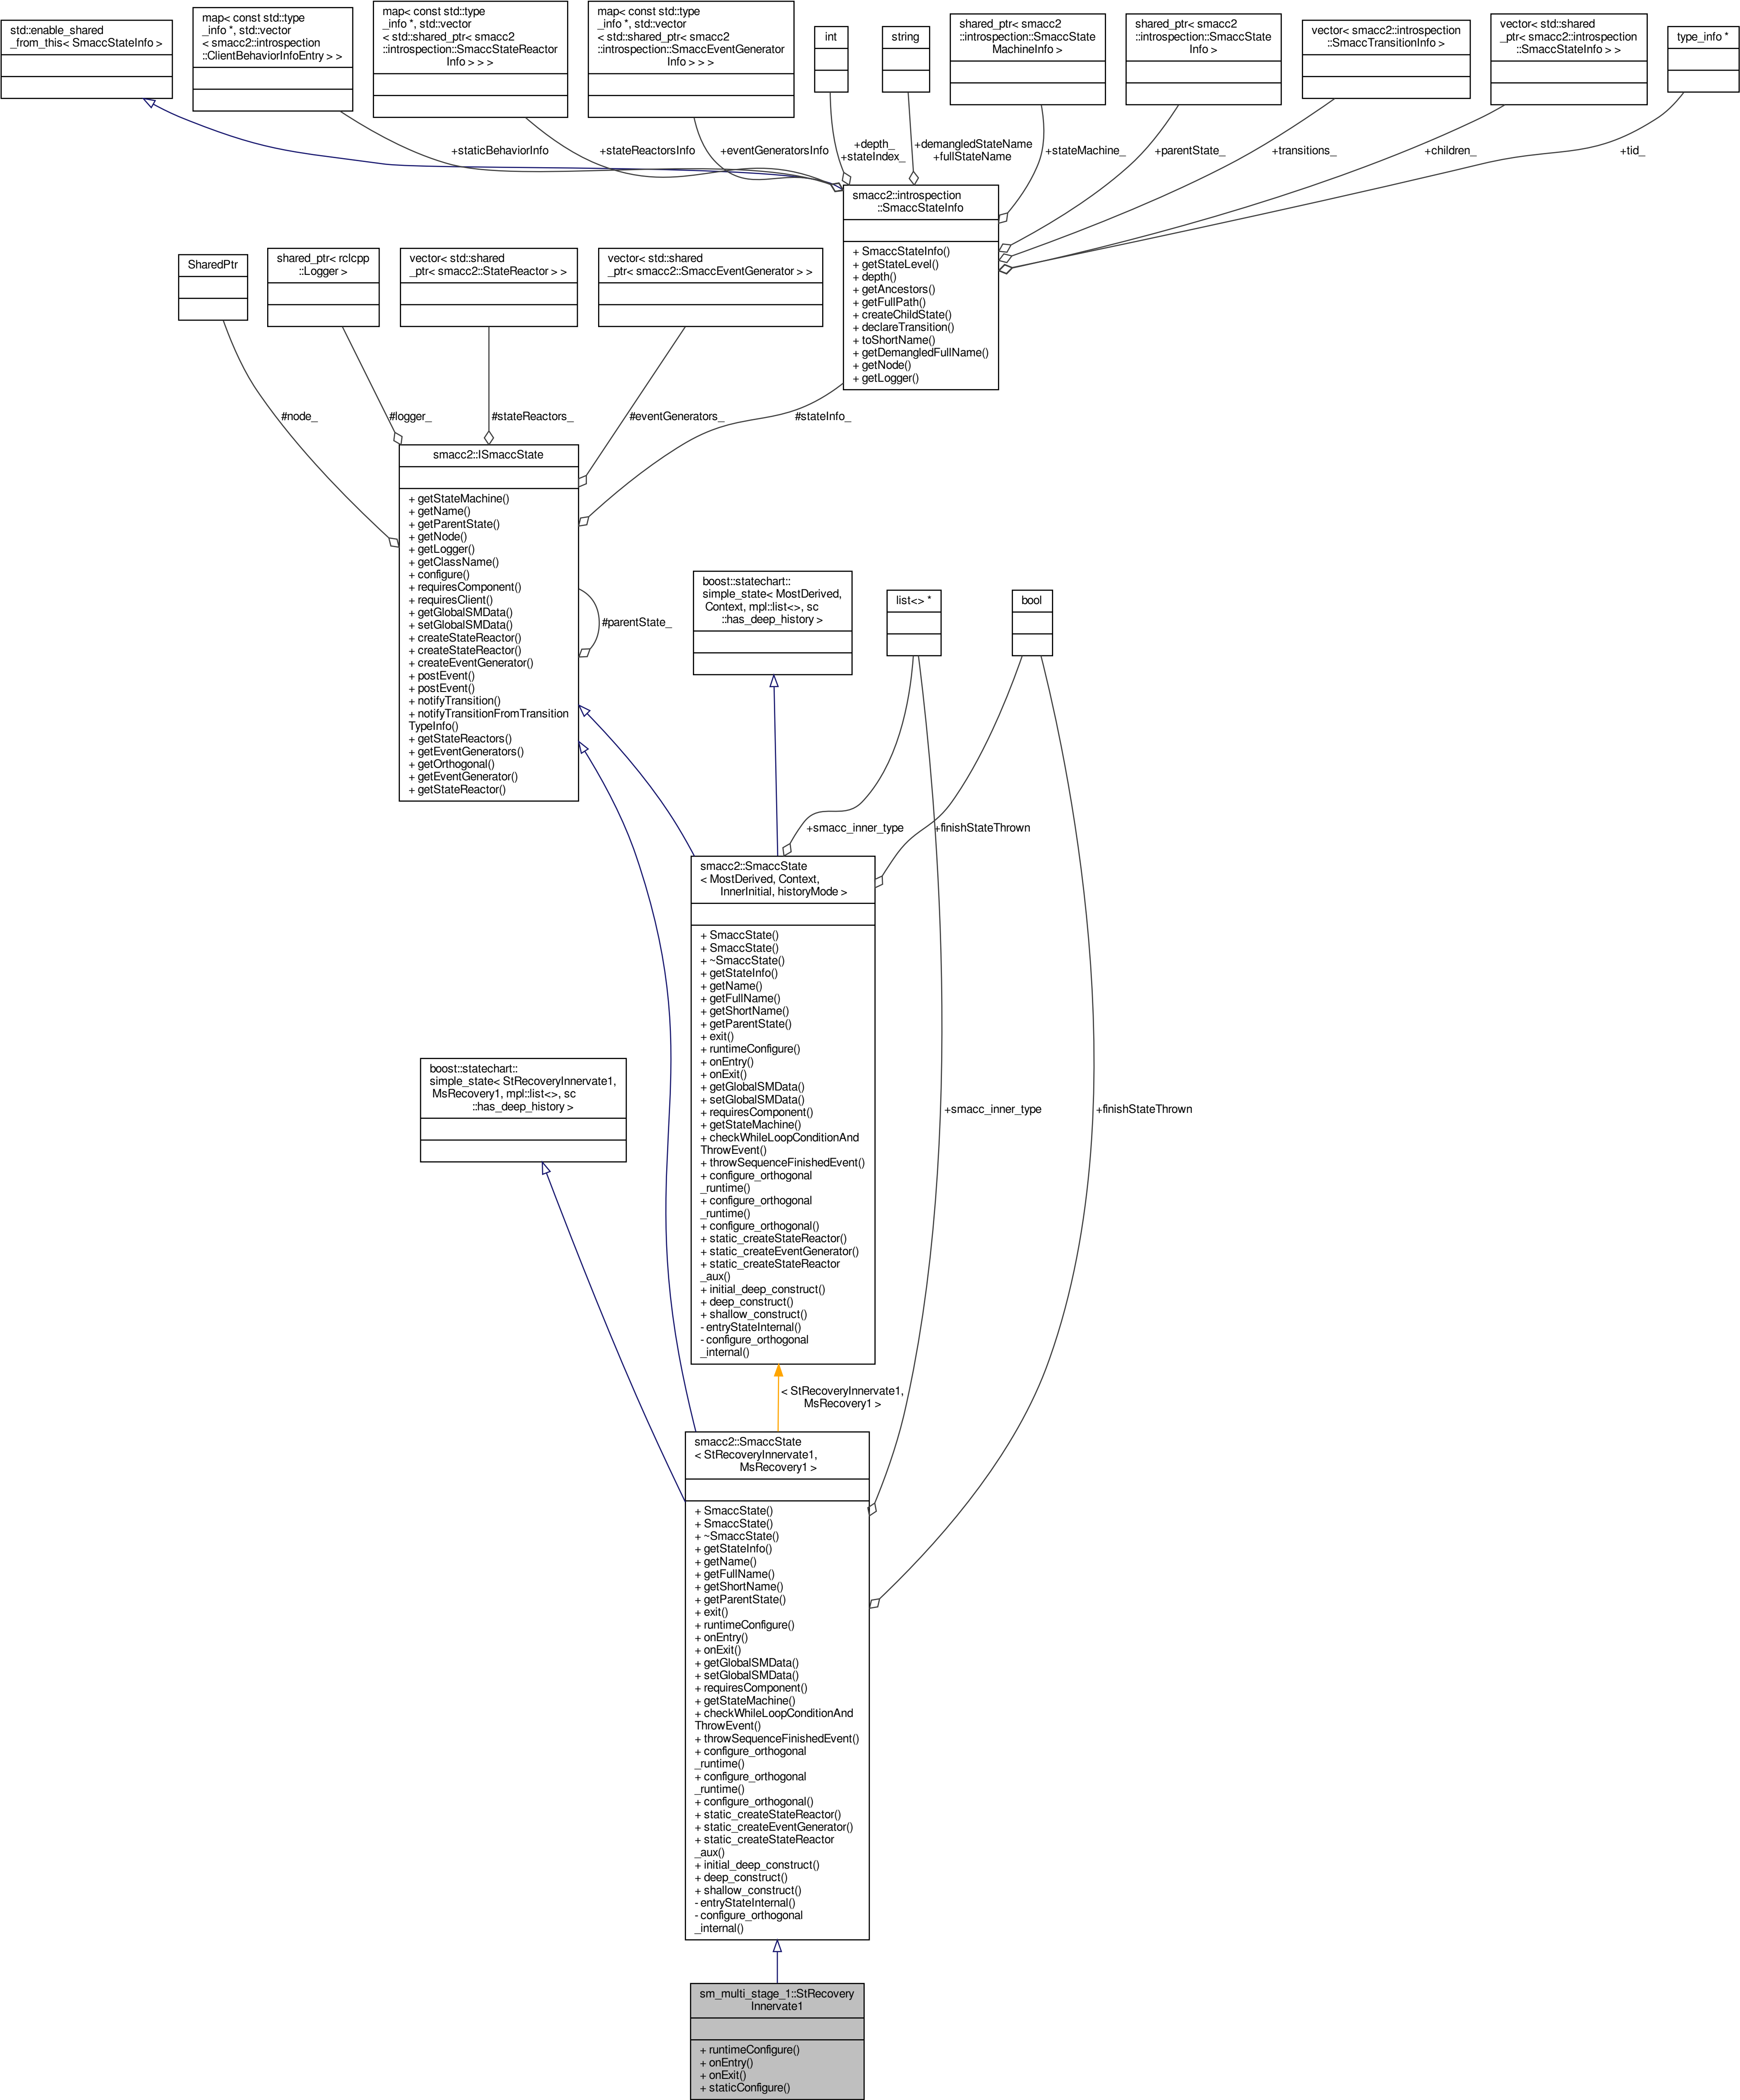 std::enable_shared
_from_this< SmaccStateInfo >
map< const std::type
_info *, std::vector
< smacc2::introspection
::ClientBehaviorInfoEntry > >
map< const std::type
_info *, std::vector
< std::shared_ptr< smacc2
::introspection::SmaccStateReactor
Info > > >
map< const std::type
_info *, std::vector
< std::shared_ptr< smacc2
::introspection::SmaccEventGenerator
Info > > >
int
string
shared_ptr< smacc2
::introspection::SmaccState
MachineInfo >
shared_ptr< smacc2
::introspection::SmaccState
Info >
vector< smacc2::introspection
::SmaccTransitionInfo >
vector< std::shared
_ptr< smacc2::introspection
::SmaccStateInfo > >
type_info *
+staticBehaviorInfo
+stateReactorsInfo
+eventGeneratorsInfo
+depth_
+stateIndex_
+demangledStateName
+fullStateName
+stateMachine_
+parentState_
+transitions_
+children_
+tid_
smacc2::introspection
::SmaccStateInfo
+ SmaccStateInfo()
+ getStateLevel()
+ depth()
+ getAncestors()
+ getFullPath()
+ createChildState()
+ declareTransition()
+ toShortName()
+ getDemangledFullName()
+ getNode()
+ getLogger()
SharedPtr
shared_ptr< rclcpp
::Logger >
vector< std::shared
_ptr< smacc2::StateReactor > >
vector< std::shared
_ptr< smacc2::SmaccEventGenerator > >
#node_
#logger_
#stateReactors_
#eventGenerators_
#stateInfo_
smacc2::ISmaccState
+ getStateMachine()
+ getName()
+ getParentState()
+ getNode()
+ getLogger()
+ getClassName()
+ configure()
+ requiresComponent()
+ requiresClient()
+ getGlobalSMData()
+ setGlobalSMData()
+ createStateReactor()
+ createStateReactor()
+ createEventGenerator()
+ postEvent()
+ postEvent()
+ notifyTransition()
+ notifyTransitionFromTransition
TypeInfo()
+ getStateReactors()
+ getEventGenerators()
+ getOrthogonal()
+ getEventGenerator()
+ getStateReactor()
#parentState_
boost::statechart::
simple_state< MostDerived,
Context, mpl::list<>, sc
::has_deep_history >
list<> *
bool
+smacc_inner_type
+finishStateThrown
smacc2::SmaccState
< MostDerived, Context,
InnerInitial, historyMode >
+ SmaccState()
+ SmaccState()
+ ~SmaccState()
+ getStateInfo()
+ getName()
+ getFullName()
+ getShortName()
+ getParentState()
+ exit()
+ runtimeConfigure()
+ onEntry()
+ onExit()
+ getGlobalSMData()
+ setGlobalSMData()
+ requiresComponent()
+ getStateMachine()
+ checkWhileLoopConditionAnd
ThrowEvent()
+ throwSequenceFinishedEvent()
+ configure_orthogonal
_runtime()
+ configure_orthogonal
_runtime()
+ configure_orthogonal()
+ static_createStateReactor()
+ static_createEventGenerator()
+ static_createStateReactor
_aux()
+ initial_deep_construct()
+ deep_construct()
+ shallow_construct()
- entryStateInternal()
- configure_orthogonal
_internal()
boost::statechart::
simple_state< StRecoveryInnervate1,
MsRecovery1, mpl::list<>, sc
::has_deep_history >
+smacc_inner_type
+finishStateThrown
< StRecoveryInnervate1,
MsRecovery1 >
smacc2::SmaccState
< StRecoveryInnervate1,
MsRecovery1 >
+ SmaccState()
+ SmaccState()
+ ~SmaccState()
+ getStateInfo()
+ getName()
+ getFullName()
+ getShortName()
+ getParentState()
+ exit()
+ runtimeConfigure()
+ onEntry()
+ onExit()
+ getGlobalSMData()
+ setGlobalSMData()
+ requiresComponent()
+ getStateMachine()
+ checkWhileLoopConditionAnd
ThrowEvent()
+ throwSequenceFinishedEvent()
+ configure_orthogonal
_runtime()
+ configure_orthogonal
_runtime()
+ configure_orthogonal()
+ static_createStateReactor()
+ static_createEventGenerator()
+ static_createStateReactor
_aux()
+ initial_deep_construct()
+ deep_construct()
+ shallow_construct()
- entryStateInternal()
- configure_orthogonal
_internal()
sm_multi_stage_1::StRecovery
Innervate1
+ runtimeConfigure()
+ onEntry()
+ onExit()
+ staticConfigure()